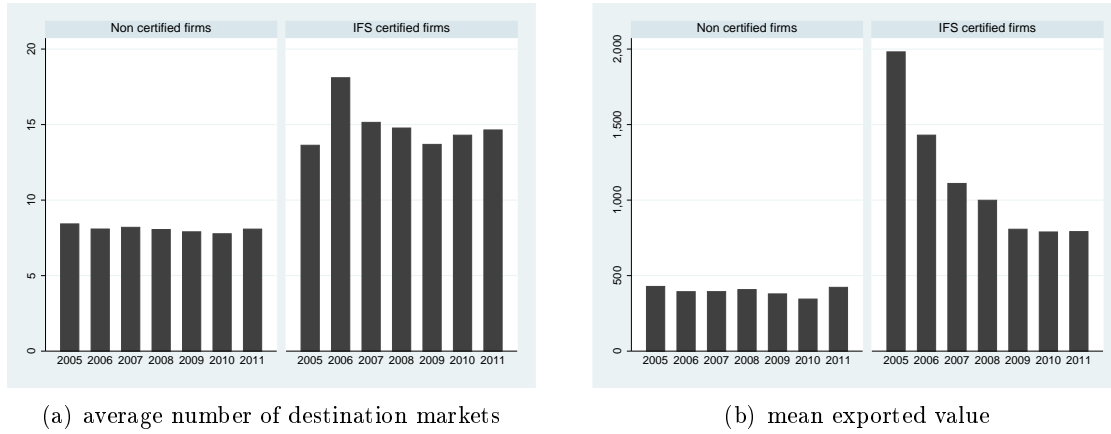 Non certified firms IFS certified firms
20
15
10
5
0
2005 2006 2007 2008 2009 2010 2011 2005 2006 2007 2008 2009 2010 2011
(a) average number of destination markets
Non certified firms IFS certified firms
2,000
1,500
1,000
500
0
2005 2006 2007 2008 2009 2010 2011 2005 2006 2007 2008 2009 2010 2011
(b) mean exported value